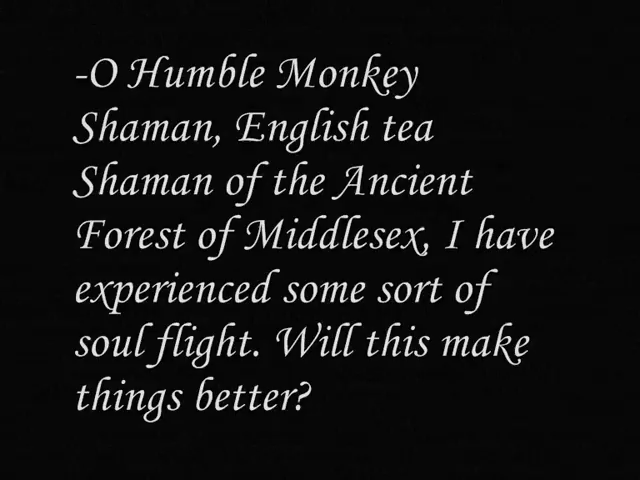 -O Humble Monkey
Shaman, English tea
Shaman of the Ancient
Forest of Middlesex, I have
experienced some sort of
soul flight. Will this make
things better?